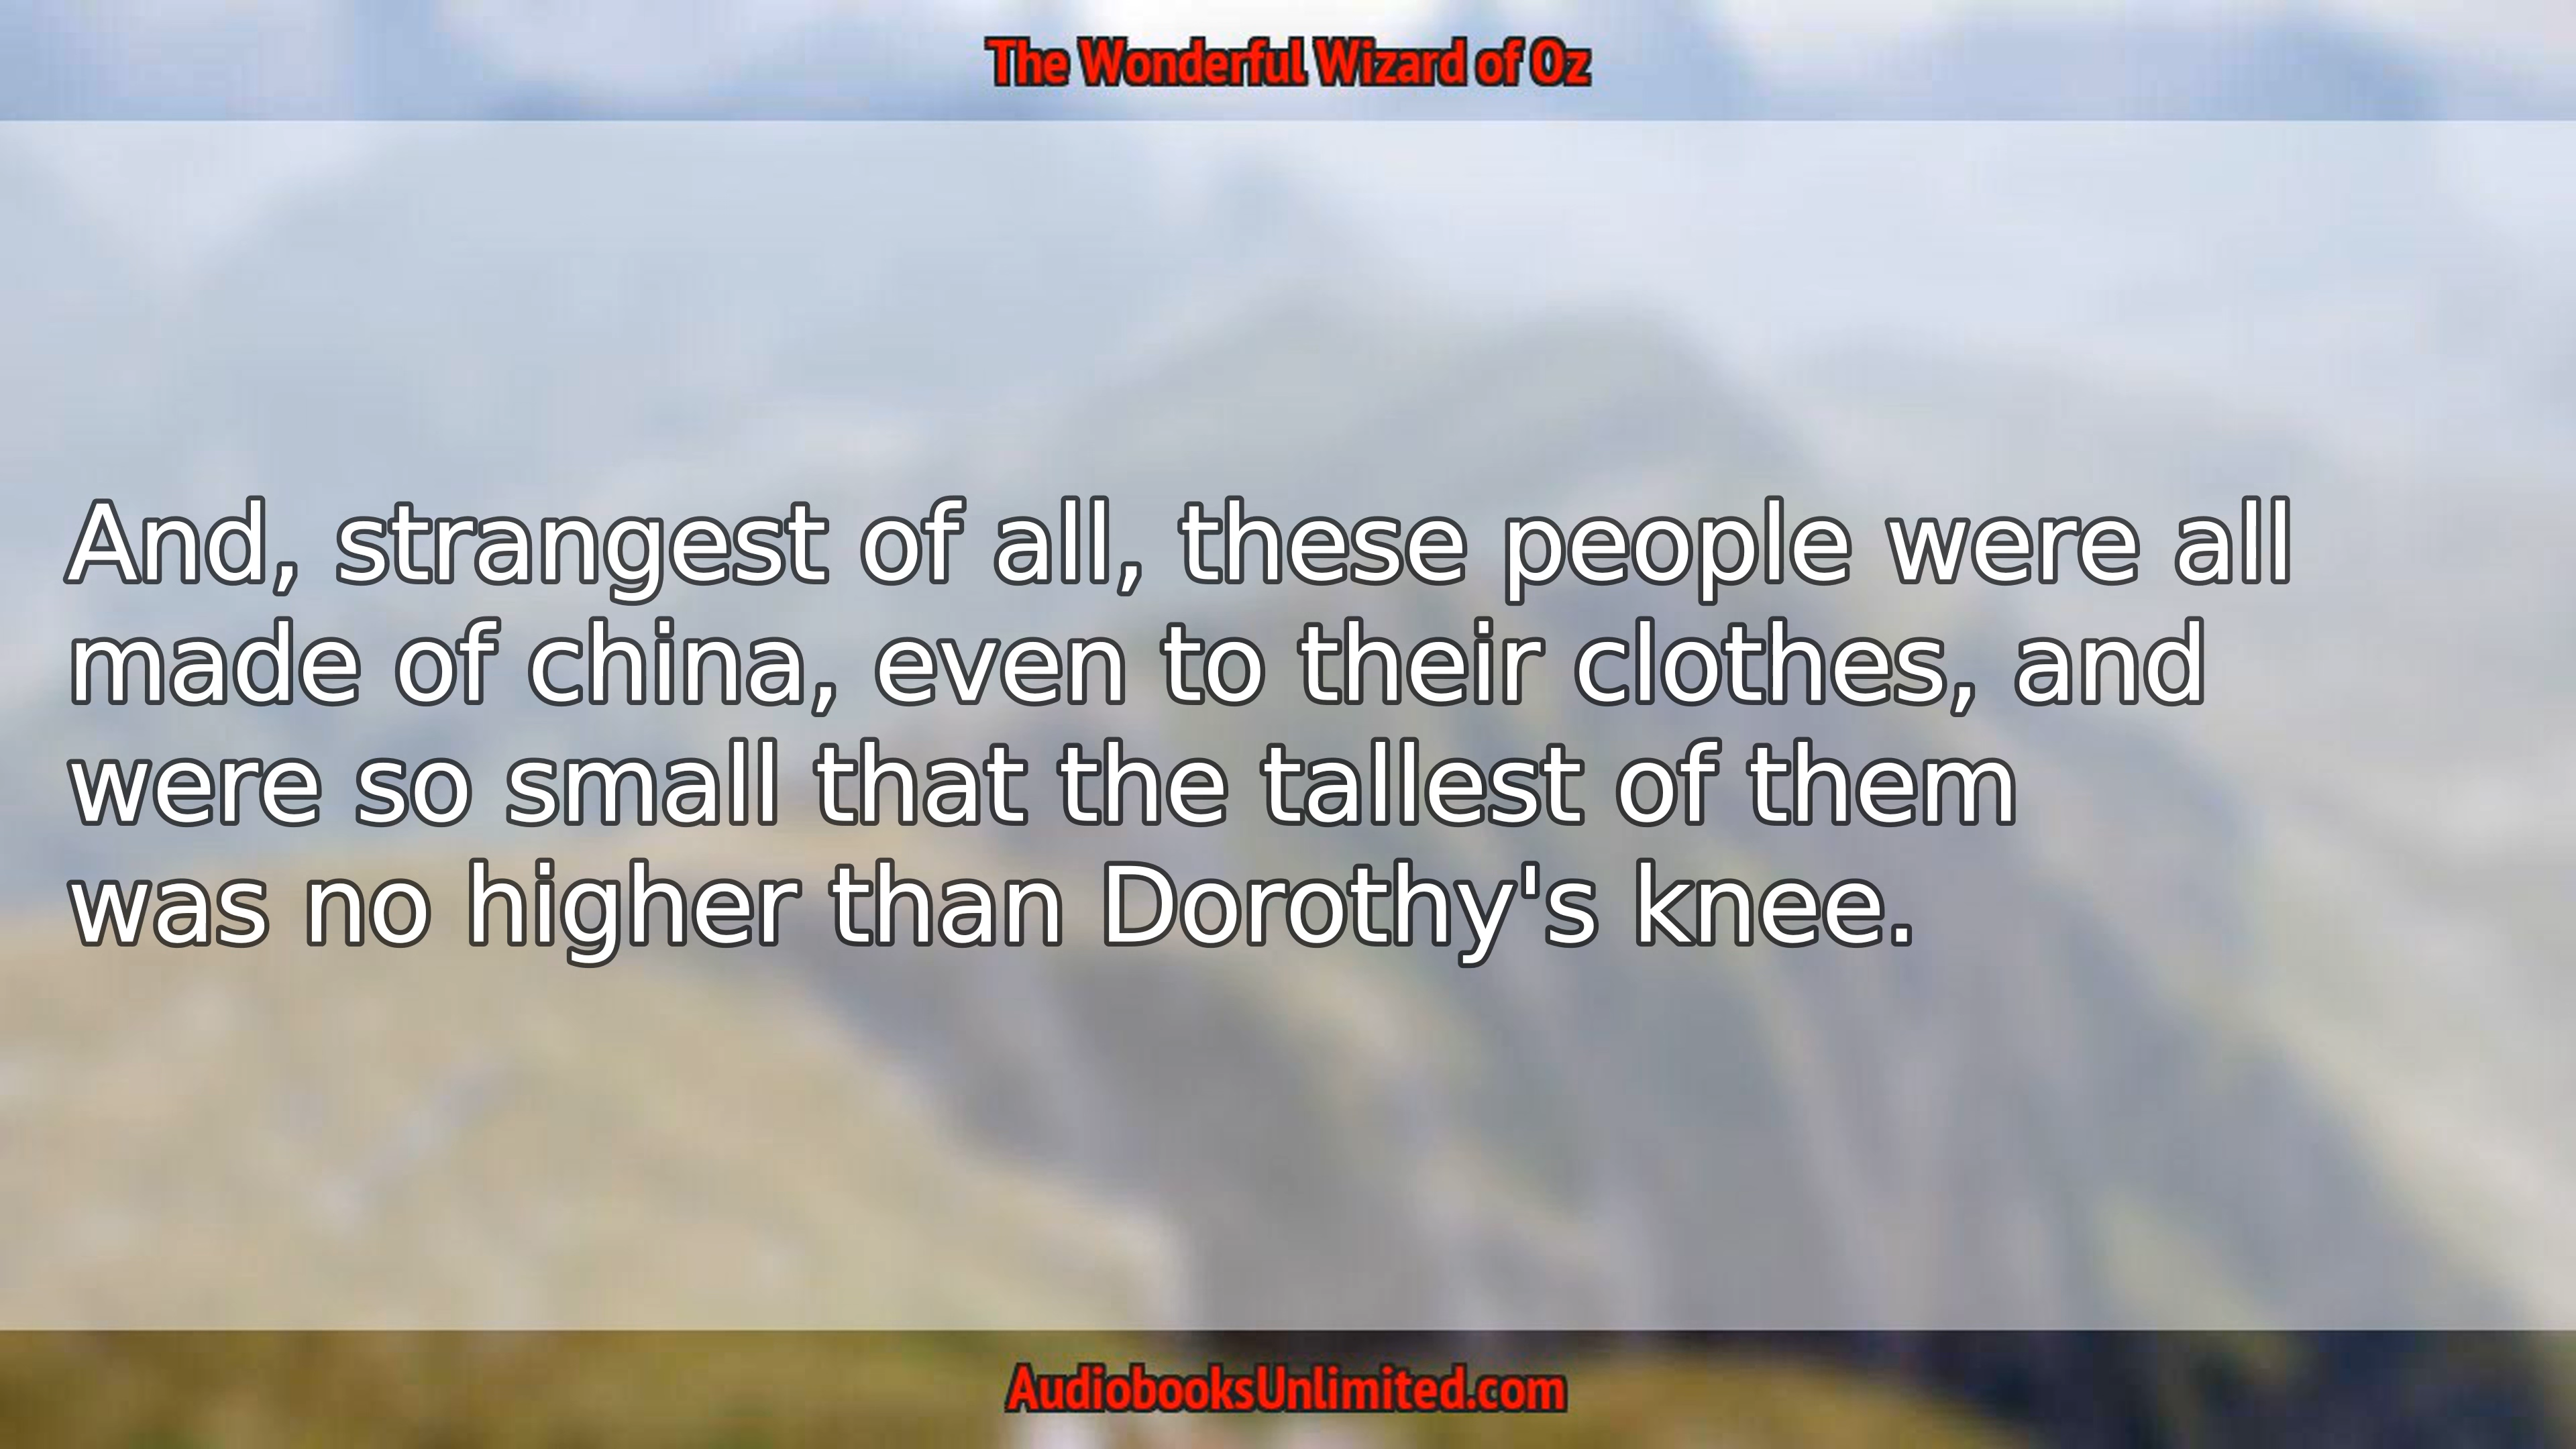 The Wonderful Wizard of Oz
And, strangest of all, these people were all
made of china, even to their clothes, and
were so small that the tallest of them
was no higher than Dorothy's knee.
AudiobooksUnlimited.com